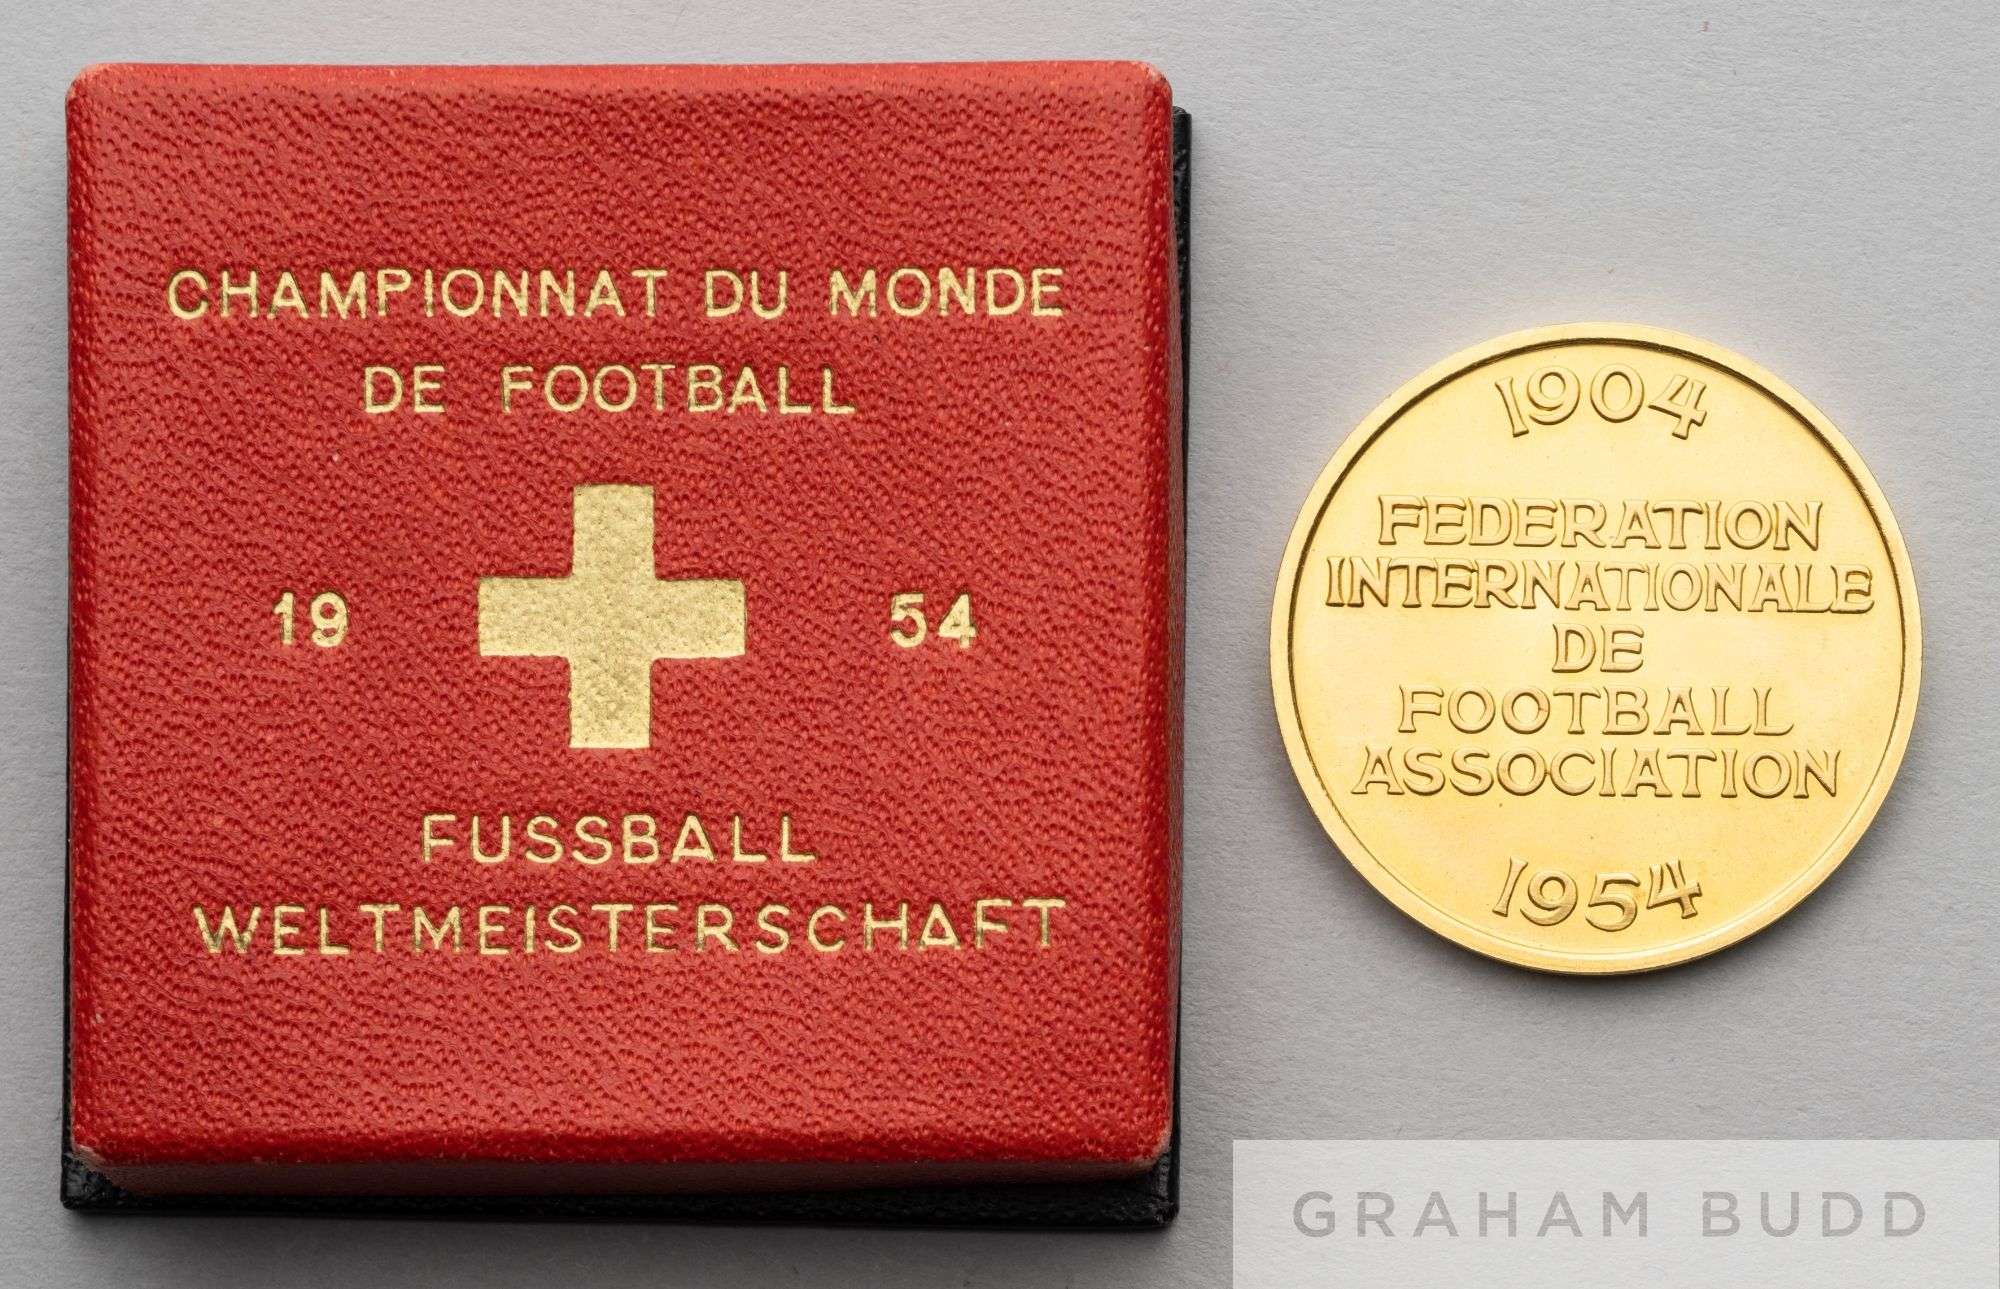 CHAMPIONNAT DU MONDE
DE FOOTBALL
19 54
FUSSBALL
WELTMEISTERSCHAFT
1904
FEDERATION
INTERNATIONALE
DE
FOOTBALL
ASSOCIATION
1954
GRAHAM BUDD